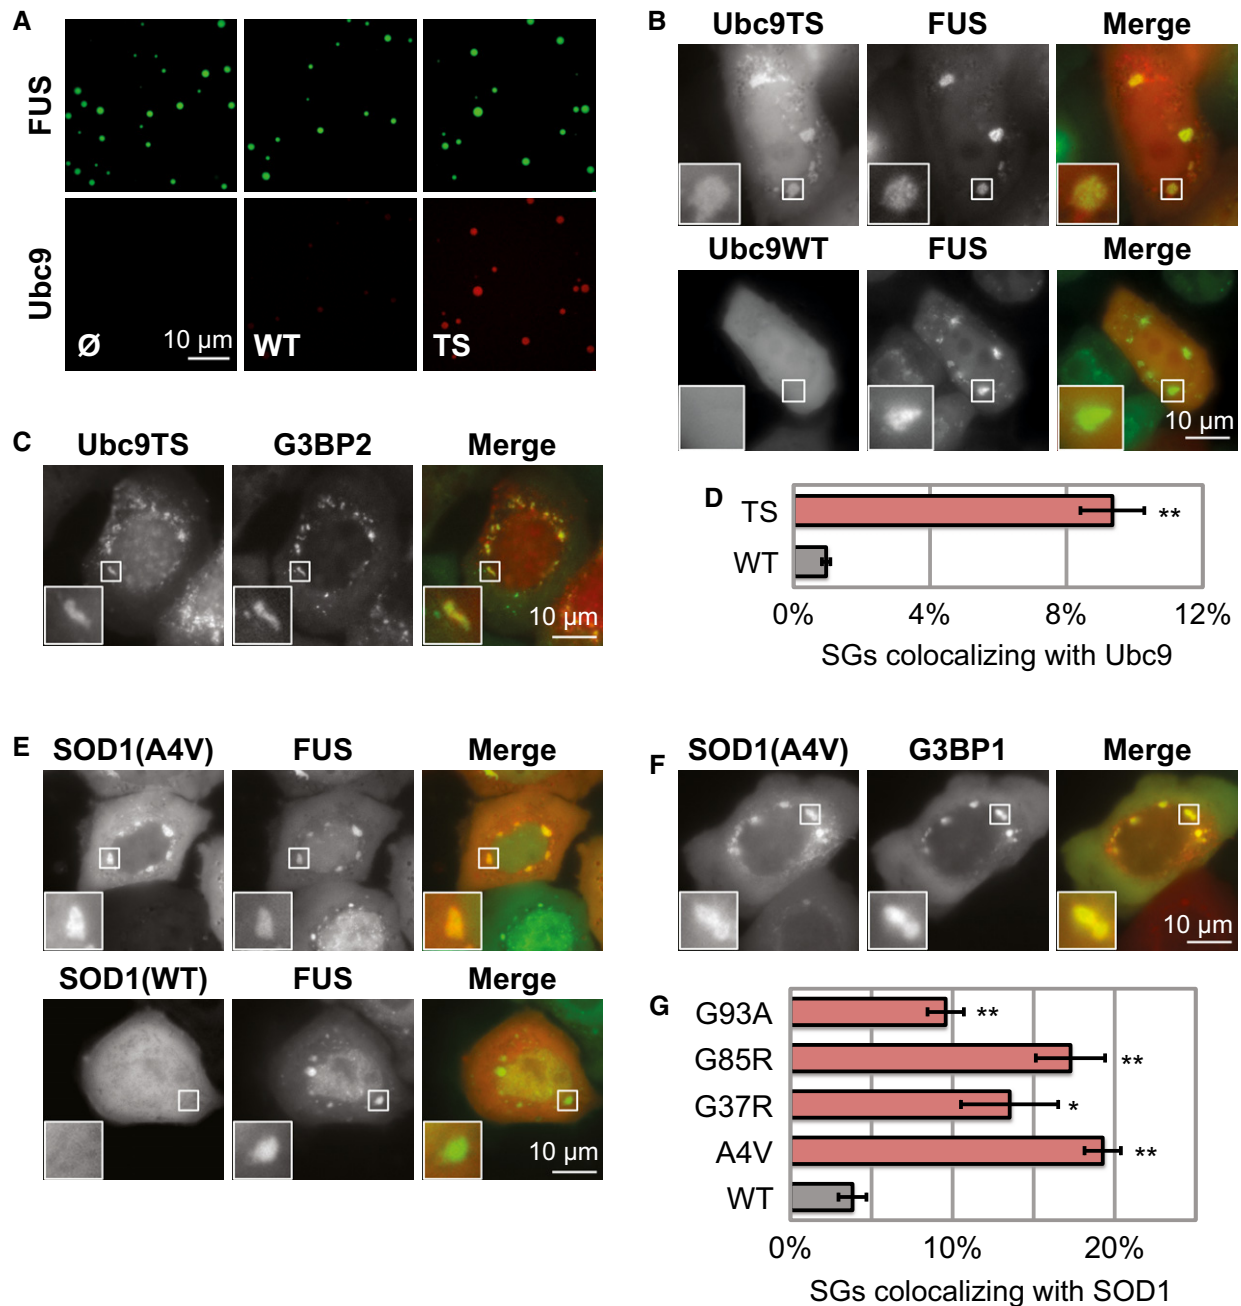 A
FUS
Ubc9
Ø
10 µm
WT
TS
B
Ubc9TS FUS Merge
Ubc9WT FUS Merge
10 µm
C
Ubc9TS G3BP2 Merge
10 µm
D
TS **
WT
0% 4% 8% 12%
SGs colocalizing with Ubc9
E
SOD1(A4V) FUS Merge
SOD1(WT) FUS Merge
10 µm
F
SOD1(A4V) G3BP1 Merge
10 µm
G
G93A **
G85R **
G37R *
A4V **
WT
0% 10% 20%
SGs colocalizing with SOD1